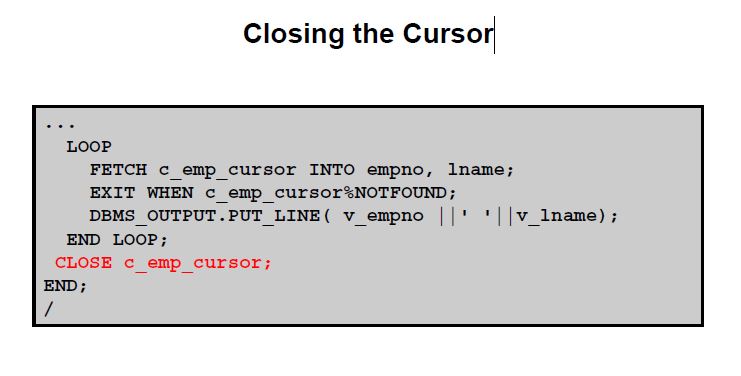 Closing the Cursor
...
LOOP
FETCH c_emp_cursor INTO empno, lname;
EXIT WHEN c_emp_cursor%NOTFOUND;
DBMS_OUTPUT.PUT_LINE( v_empno ||' '||v_lname);
END LOOP;
CLOSE c_emp_cursor;
END;
/